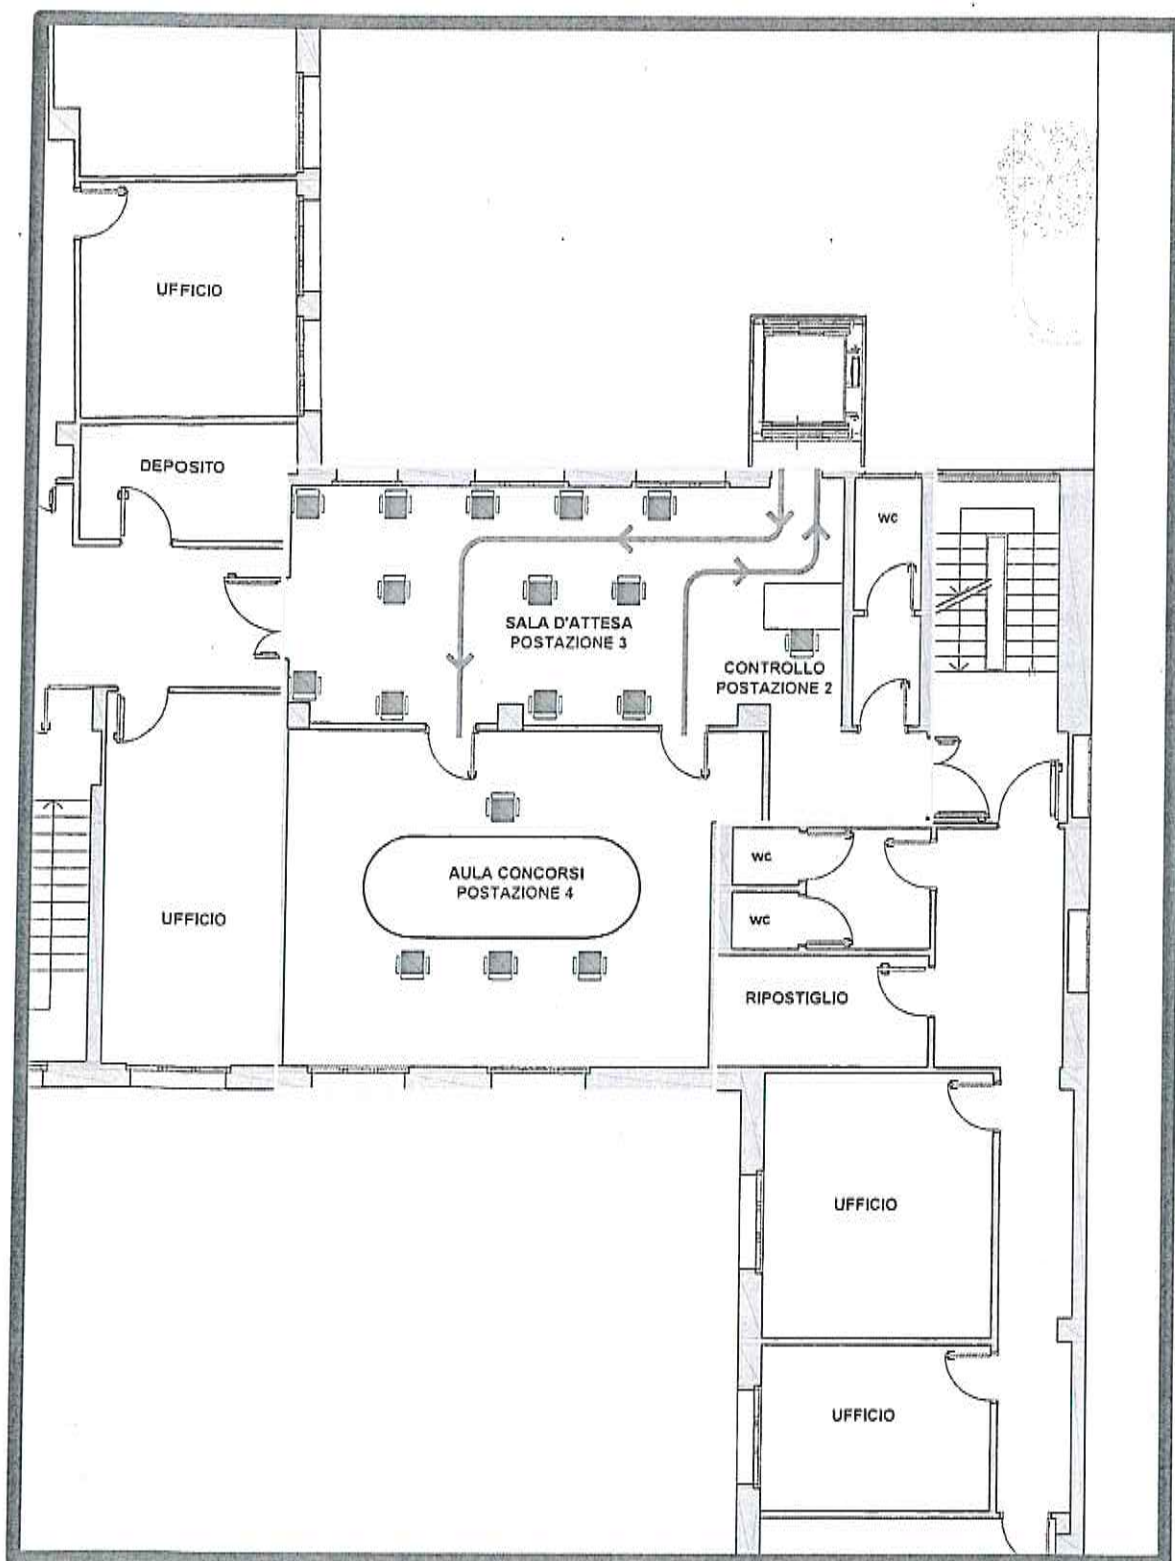 UFFICIO
DEPOSITO
WC
SALA D'ATTESA
POSTAZIONE 3
CONTROLLO
POSTAZIONE 2
AULA CONCORSI
POSTAZIONE 4
WC
WC
UFFICIO
RIPOSTIGLIO
UFFICIO
UFFICIO